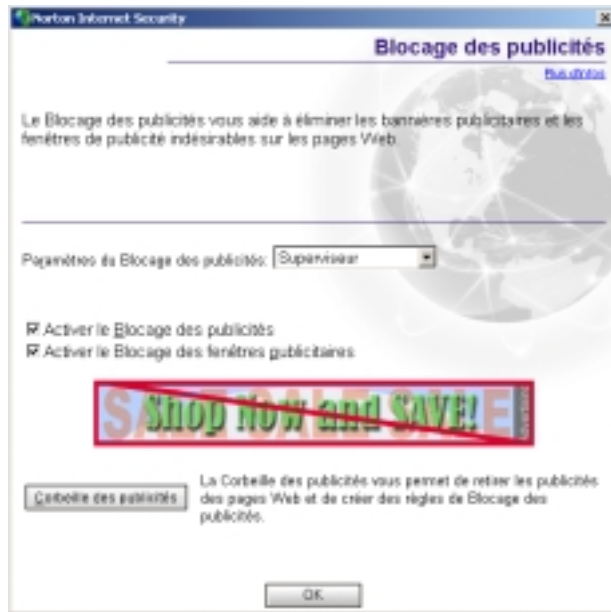 Norton Internet Security
Blocage des publicités
Plus d'infos
Le Blocage des publicités vous aide à éliminer les bannières publicitaires et les
fenêtres de publicité indésirables sur les pages Web.
Paramètres du Blocage des publicités: Superviseur
Activer le Blocage des publicités
Activer le Blocage des fenêtres publicitaires
SALE SALE SALE
Shop Now and SAVE!
La Corbeille des publicités vous permet de retirer les publicités
Corbeille des publicités
des pages Web et de créer des règles de Blocage des
publicités.
OK